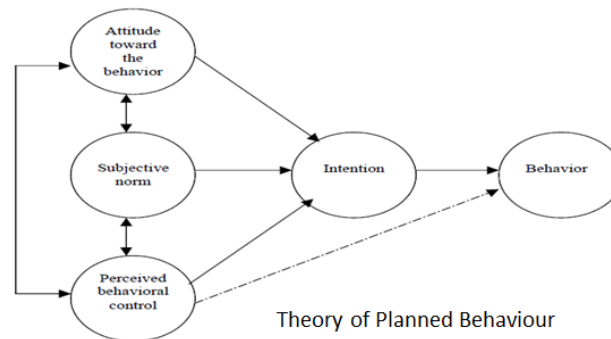 Attitude
toward
the
behavior
Subjective
norm
Intention
Behavior
Perceived
behavioral
control
Theory of Planned Behaviour